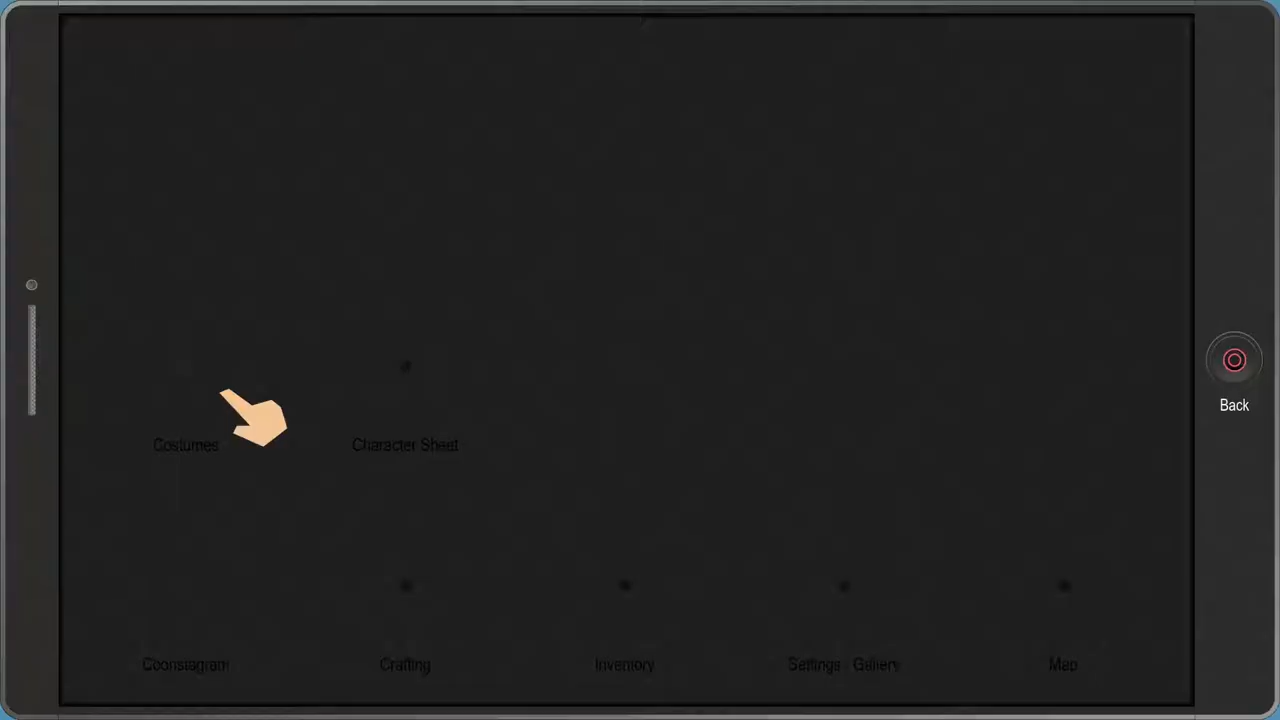 Back
Costumes
Character Sheet
Coonstagram
Crafting
Inventory
Settings Gallery
Map